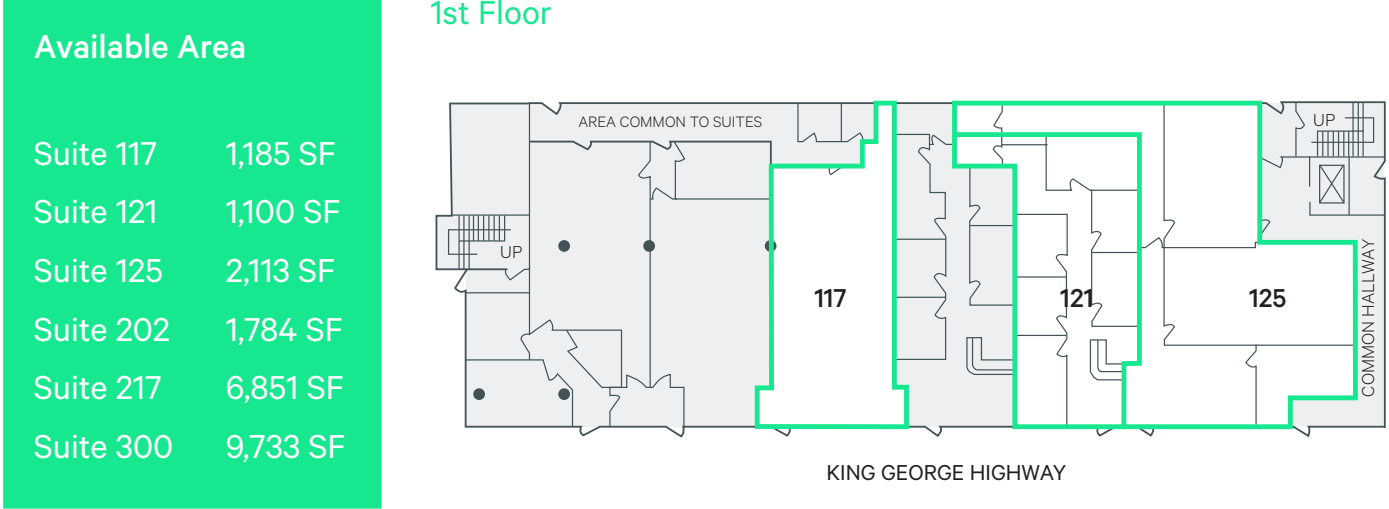 Available Area
Suite 117 1,185 SF
Suite 121 1,100 SF
Suite 125 2,113 SF
Suite 202 1,784 SF
Suite 217 6,851 SF
Suite 300 9,733 SF
1st Floor
AREA COMMON TO SUITES
UP
UP
117
121
125
COMMON HALLWAY
KING GEORGE HIGHWAY